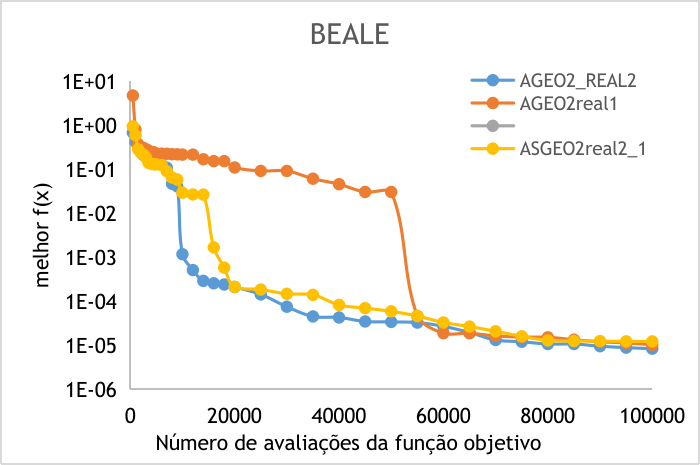 BEALE
AGEO2_REAL2
AGEO2real1
ASGEO2real2_1
1E+01
1E+00
1E-01
1E-02
1E-03
1E-04
1E-05
1E-06
melhor f(x)
0 20000 40000 60000 80000 100000
Número de avaliações da função objetivo